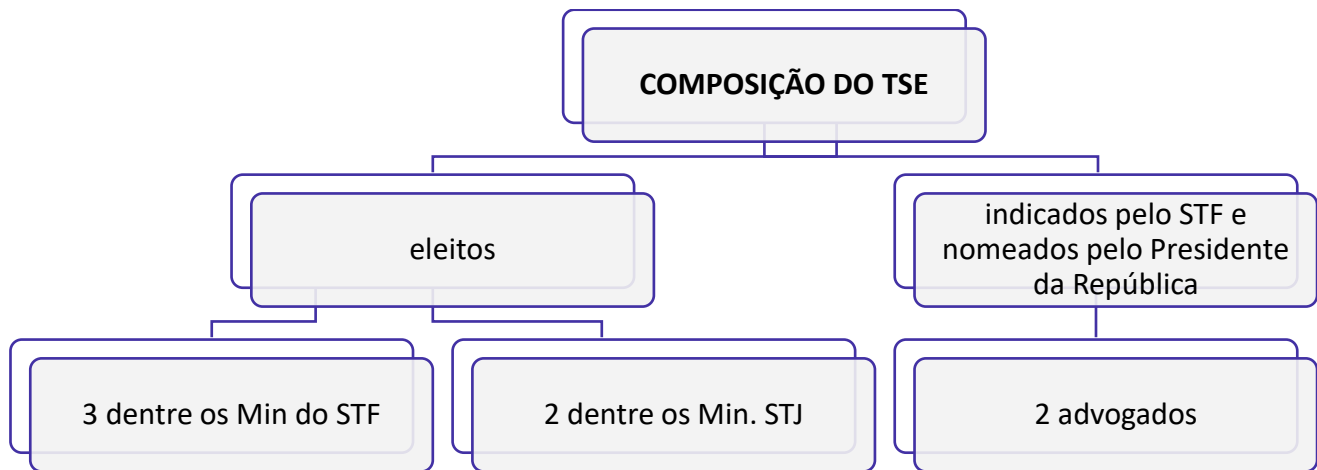 COMPOSIÇÃO DO TSE
eleitos
indicados pelo STF e
nomeados pelo Presidente
da República
3 dentre os Min do STF
2 dentre os Min. STJ
2 advogados